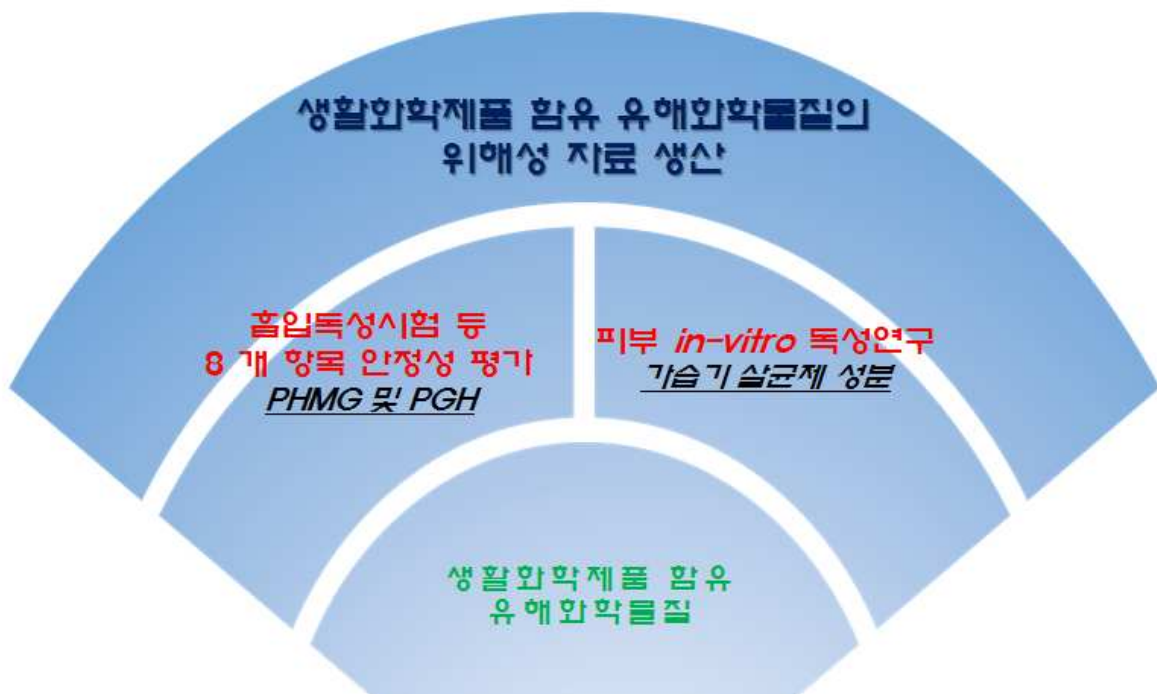 생활화학제품 함유 유해화학물질의
위해성 자료 생산
흡입독성시험 등
8 개 항목 안정성 평가
PHMG 및 PGH
피부 in-vitro 독성연구
가습기 살균제 성분
생활화학제품 함유
유해화학물질